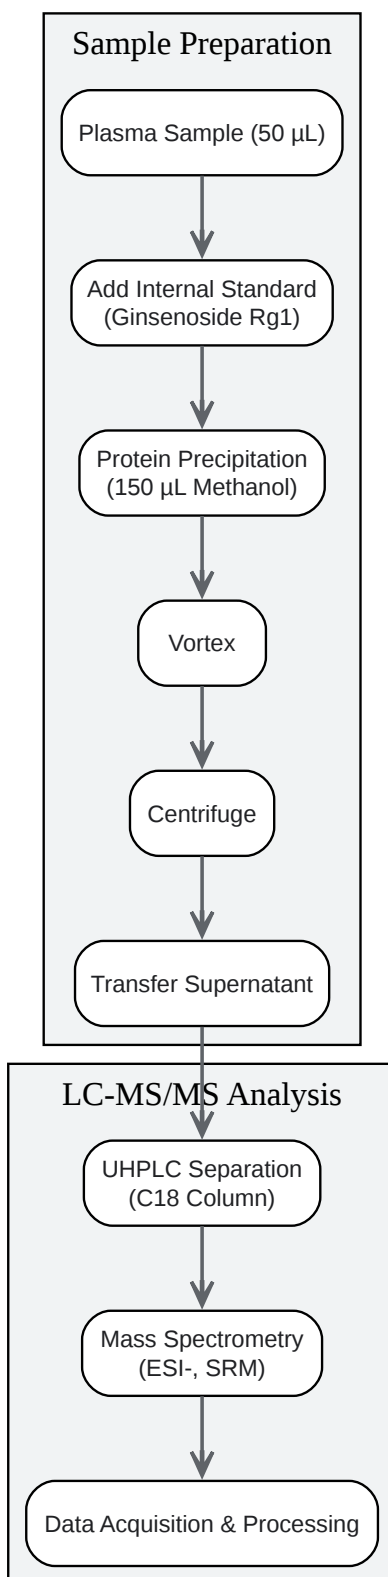 Sample Preparation
Plasma Sample (50 µL)
Add Internal Standard
(Ginsenoside Rg1)
Protein Precipitation
(150 µL Methanol)
Vortex
Centrifuge
Transfer Supernatant
LC-MS/MS Analysis
UHPLC Separation
(C18 Column)
Mass Spectrometry
(ESI-, SRM)
Data Acquisition & Processing